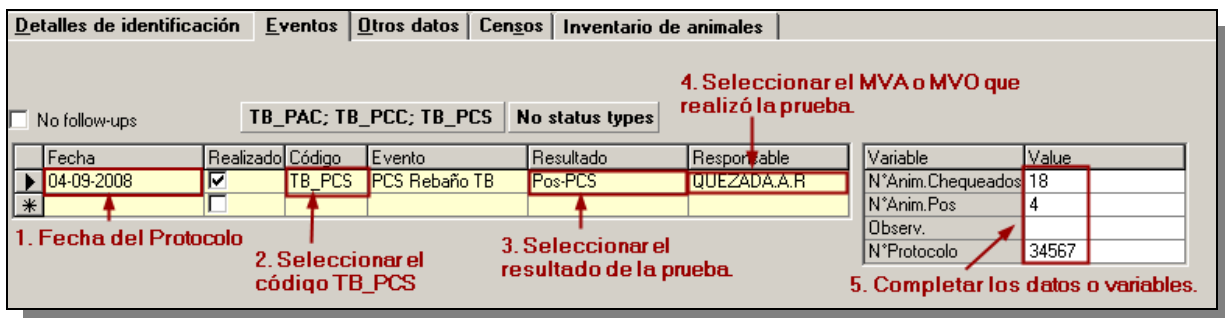 Detalles de identificación Eventos Otros datos Censos Inventario de animales
4. Seleccionar el MVA o MVO que
realizó la prueba.
No follow-ups TB_PAC; TB_PCC; TB_PCS No status types
Fecha Realizado Código Evento Resultado Responsable Variable Value
04-09-2008 TB_PCS PCS Rebaño TB Pos-PCS QUEZADA.A.R N°Anim.Chequeados 18
N°Anim.Pos 4
Observ.
N°Protocolo 34567
1. Fecha del Protocolo
2. Seleccionar el
código TB_PCS
3. Seleccionar el
resultado de la prueba.
5. Completar los datos o variables.